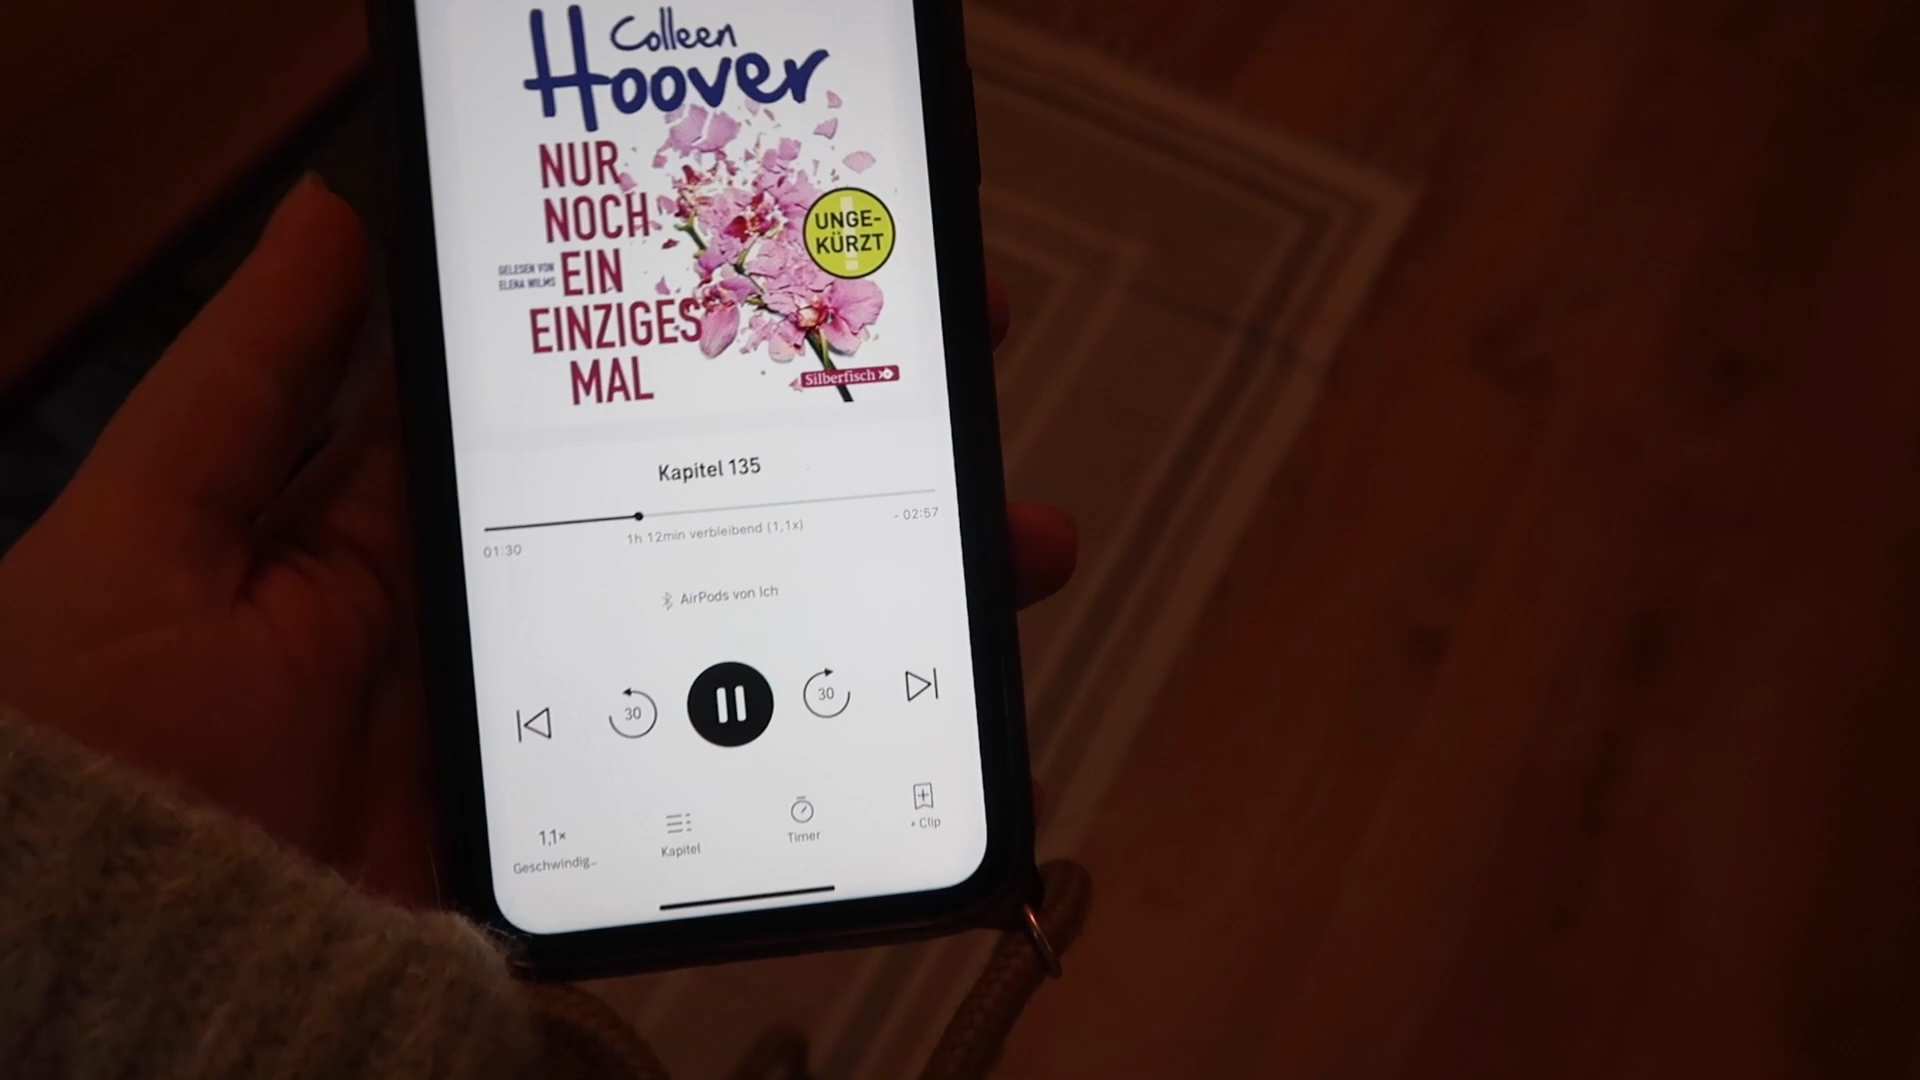 Colleen
Hoover
NUR
NOCH
EIN
EINZIGES
MAL
GELESEN VON
ELENA WILMS
UNGE-
KÜRZT
Silberfisch
Kapitel 135
01:30
1h 12min verbleibend (1,1x)
- 02:57
AirPods von Ich
30
30
1,1×
Geschwindig...
Kapitel
Timer
+ Clip